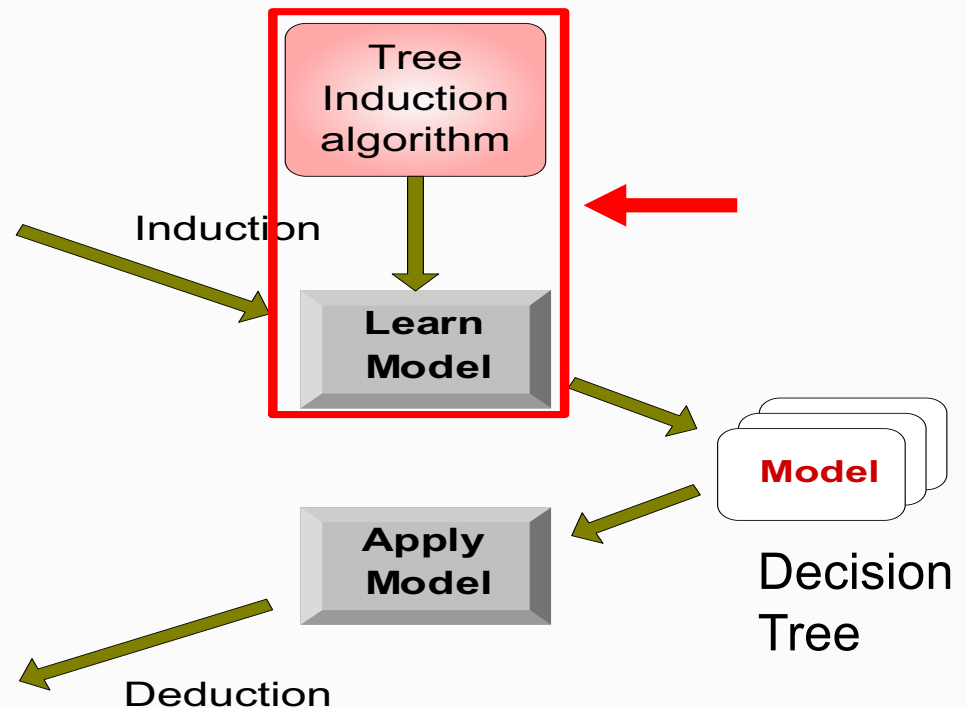 Tree
Induction
algorithm
Induction
Learn
Model
Model
Apply
Model
Decision
Tree
Deduction